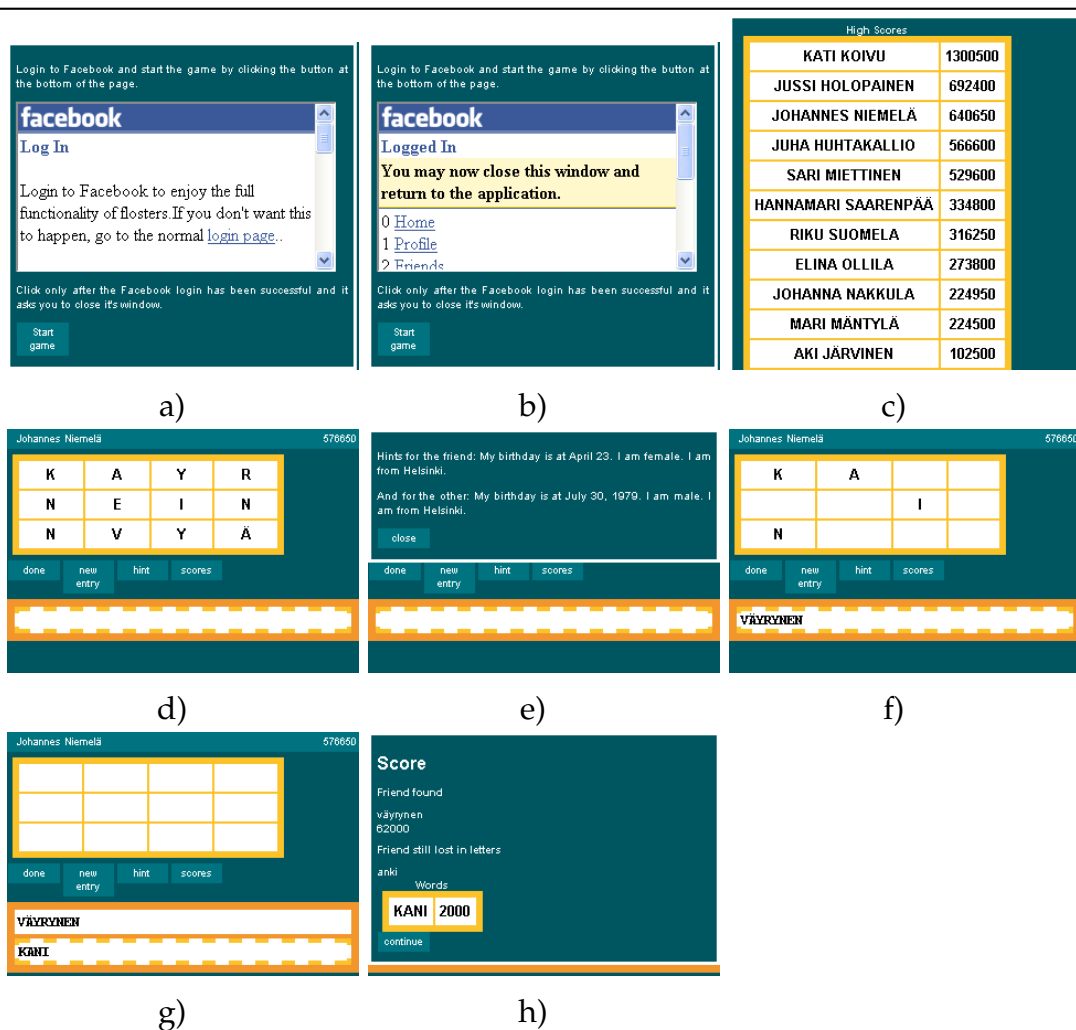 Login to Facebook and start the game by clicking the button at
the bottom of the page.
facebook
Log In
Login to Facebook to enjoy the full
functionality of flosters.If you don't want this
to happen, go to the normal login page..
Click only after the Facebook login has been successful and it
asks you to close it's window.
Start
game
a)
Login to Facebook and start the game by clicking the button at
the bottom of the page.
facebook
Logged In
You may now close this window and
return to the application.
0 Home
1 Profile
2 Friends
Click only after the Facebook login has been successful and it
asks you to close it's window.
Start
game
b)
High Scores
KATI KOIVU 1300500
JUSSI HOLOPAINEN 692400
JOHANNES NIEMELÄ 640650
JUHA HUHTAKALLIO 566600
SARI MIETTINEN 529600
HANNAMARI SAARENPÄÄ 334800
RIKU SUOMELA 316250
ELINA OLLILA 273800
JOHANNA NAKKULA 224950
MARI MÄNTYLÄ 224500
AKI JÄRVINEN 102500
c)
Johannes Niemelä 576650
K A Y R
N E I N
N V Y Ä
done new entry hint scores
d)
Hints for the friend: My birthday is at April 23. I am female. I am
from Helsinki.
And for the other: My birthday is at July 30, 1979. I am male. I
am from Helsinki.
close
done new entry hint scores
e)
Johannes Niemelä 576650
K A
I
N
done new entry hint scores
VÄYRYNEN
f)
Johannes Niemelä 576650
done new entry hint scores
VÄYRYNEN
KANI
g)
Score
Friend found
väyrynen
62000
Friend still lost in letters
anki
Words
KANI 2000
continue
h)